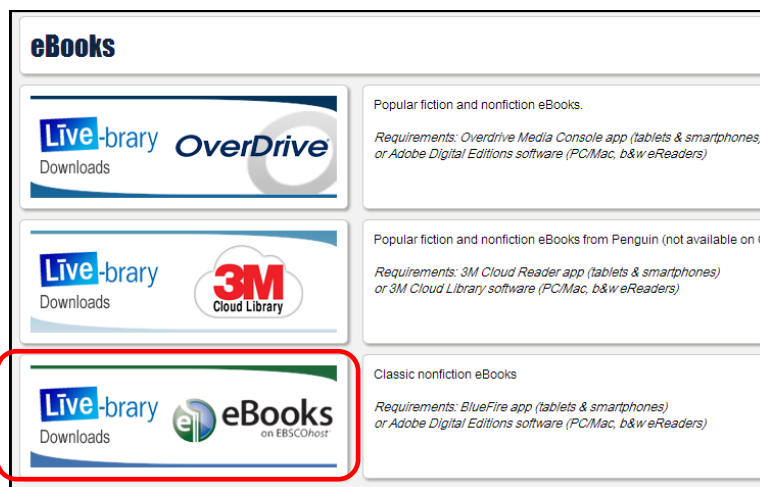 eBooks
Līve-brary
Downloads
OverDrive
Popular fiction and nonfiction eBooks.
Requirements: Overdrive Media Console app (tablets & smartphones)
or Adobe Digital Editions software (PC/Mac, b&w eReaders)
Līve-brary
Downloads
3M
Cloud Library
Popular fiction and nonfiction eBooks from Penguin (not available on
Requirements: 3M Cloud Reader app (tablets & smartphones)
or 3M Cloud Library software (PC/Mac, b&w eReaders)
Līve-brary
Downloads
e
eBooks
on EBSCOhost
Classic nonfiction eBooks
Requirements: BlueFire app (tablets & smartphones)
or Adobe Digital Editions software (PC/Mac, b&w eReaders)